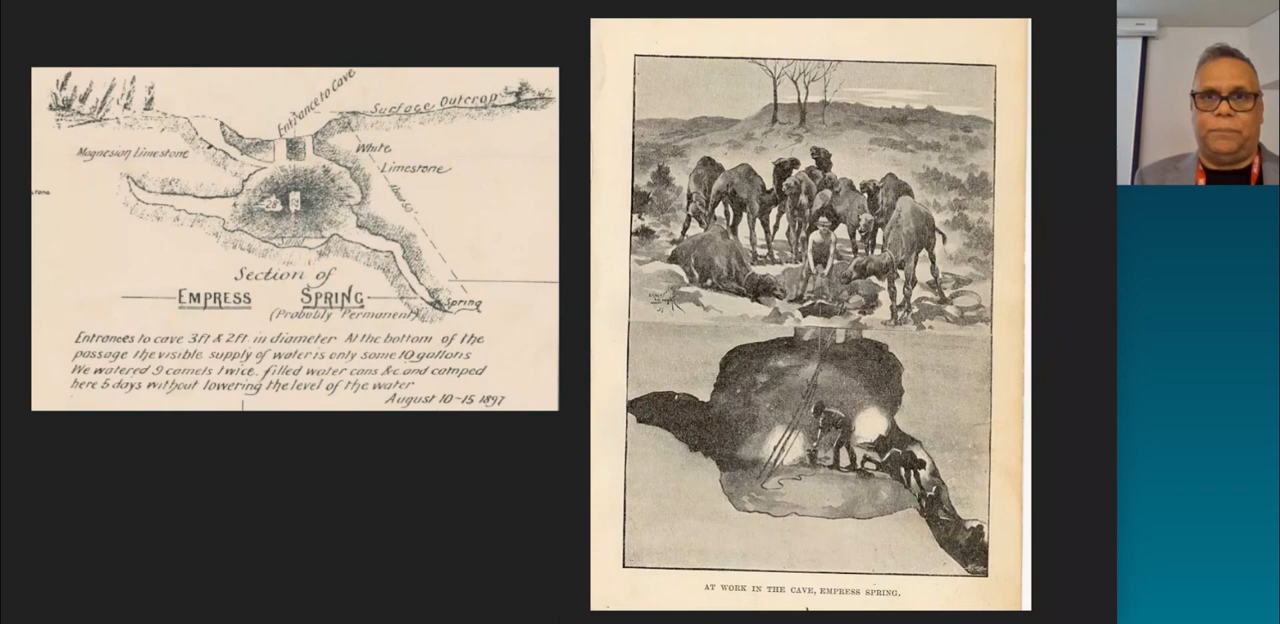 Entrance to Cave
Surface Outcrop
Magnesian Limestone
White
Limestone
28
Section of
EMPRESS SPRING
Spring
(Probably Permanent)
Entrances to cave 3ft & 2ft in diameter At the bottom of the
passage the visible supply of water is only some 10 gallons
We watered 9 camels twice, filled water cans &c and camped
here 5 days without lowering the level of the water
August 10-15 1897
AT WORK IN THE CAVE, EMPRESS SPRING.